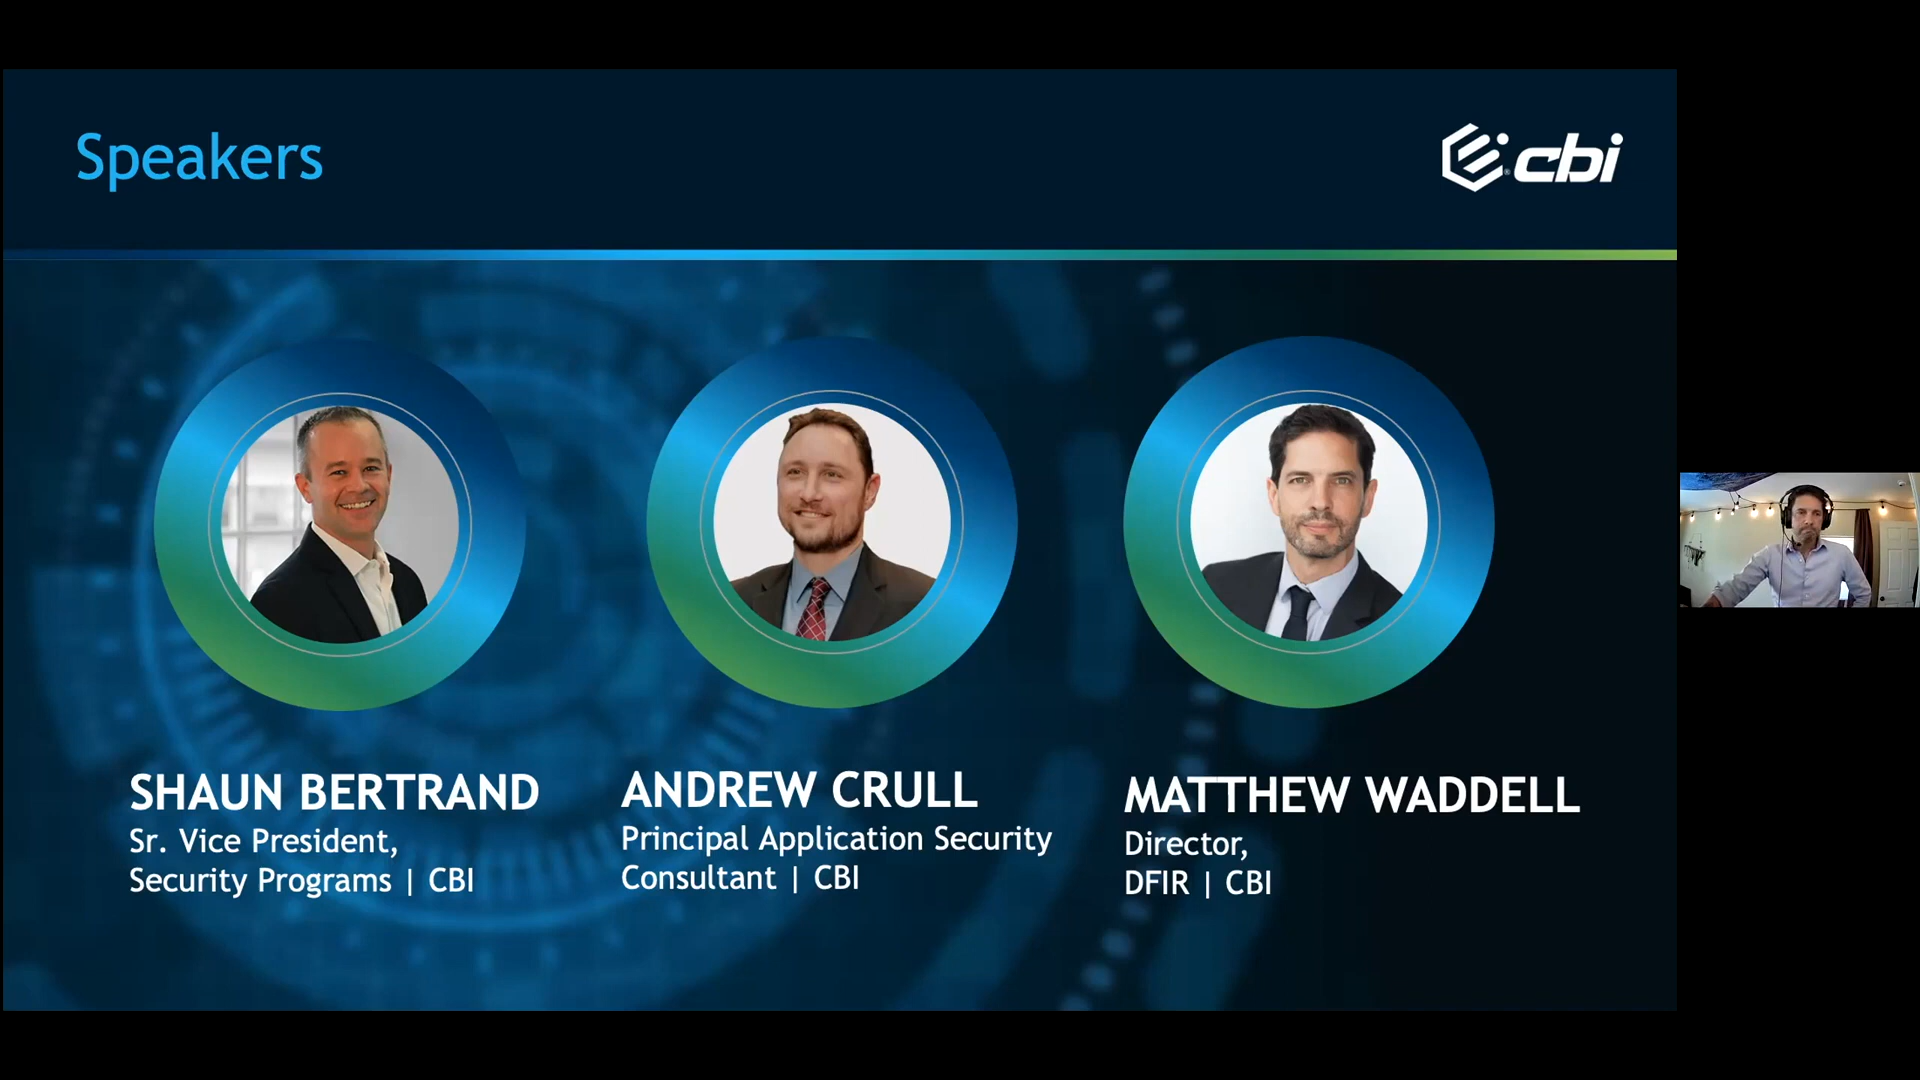 Speakers
cbi
SHAUN BERTRAND
Sr. Vice President,
Security Programs | CBI
ANDREW CRULL
Principal Application Security
Consultant | CBI
MATTHEW WADDELL
Director,
DFIR | CBI